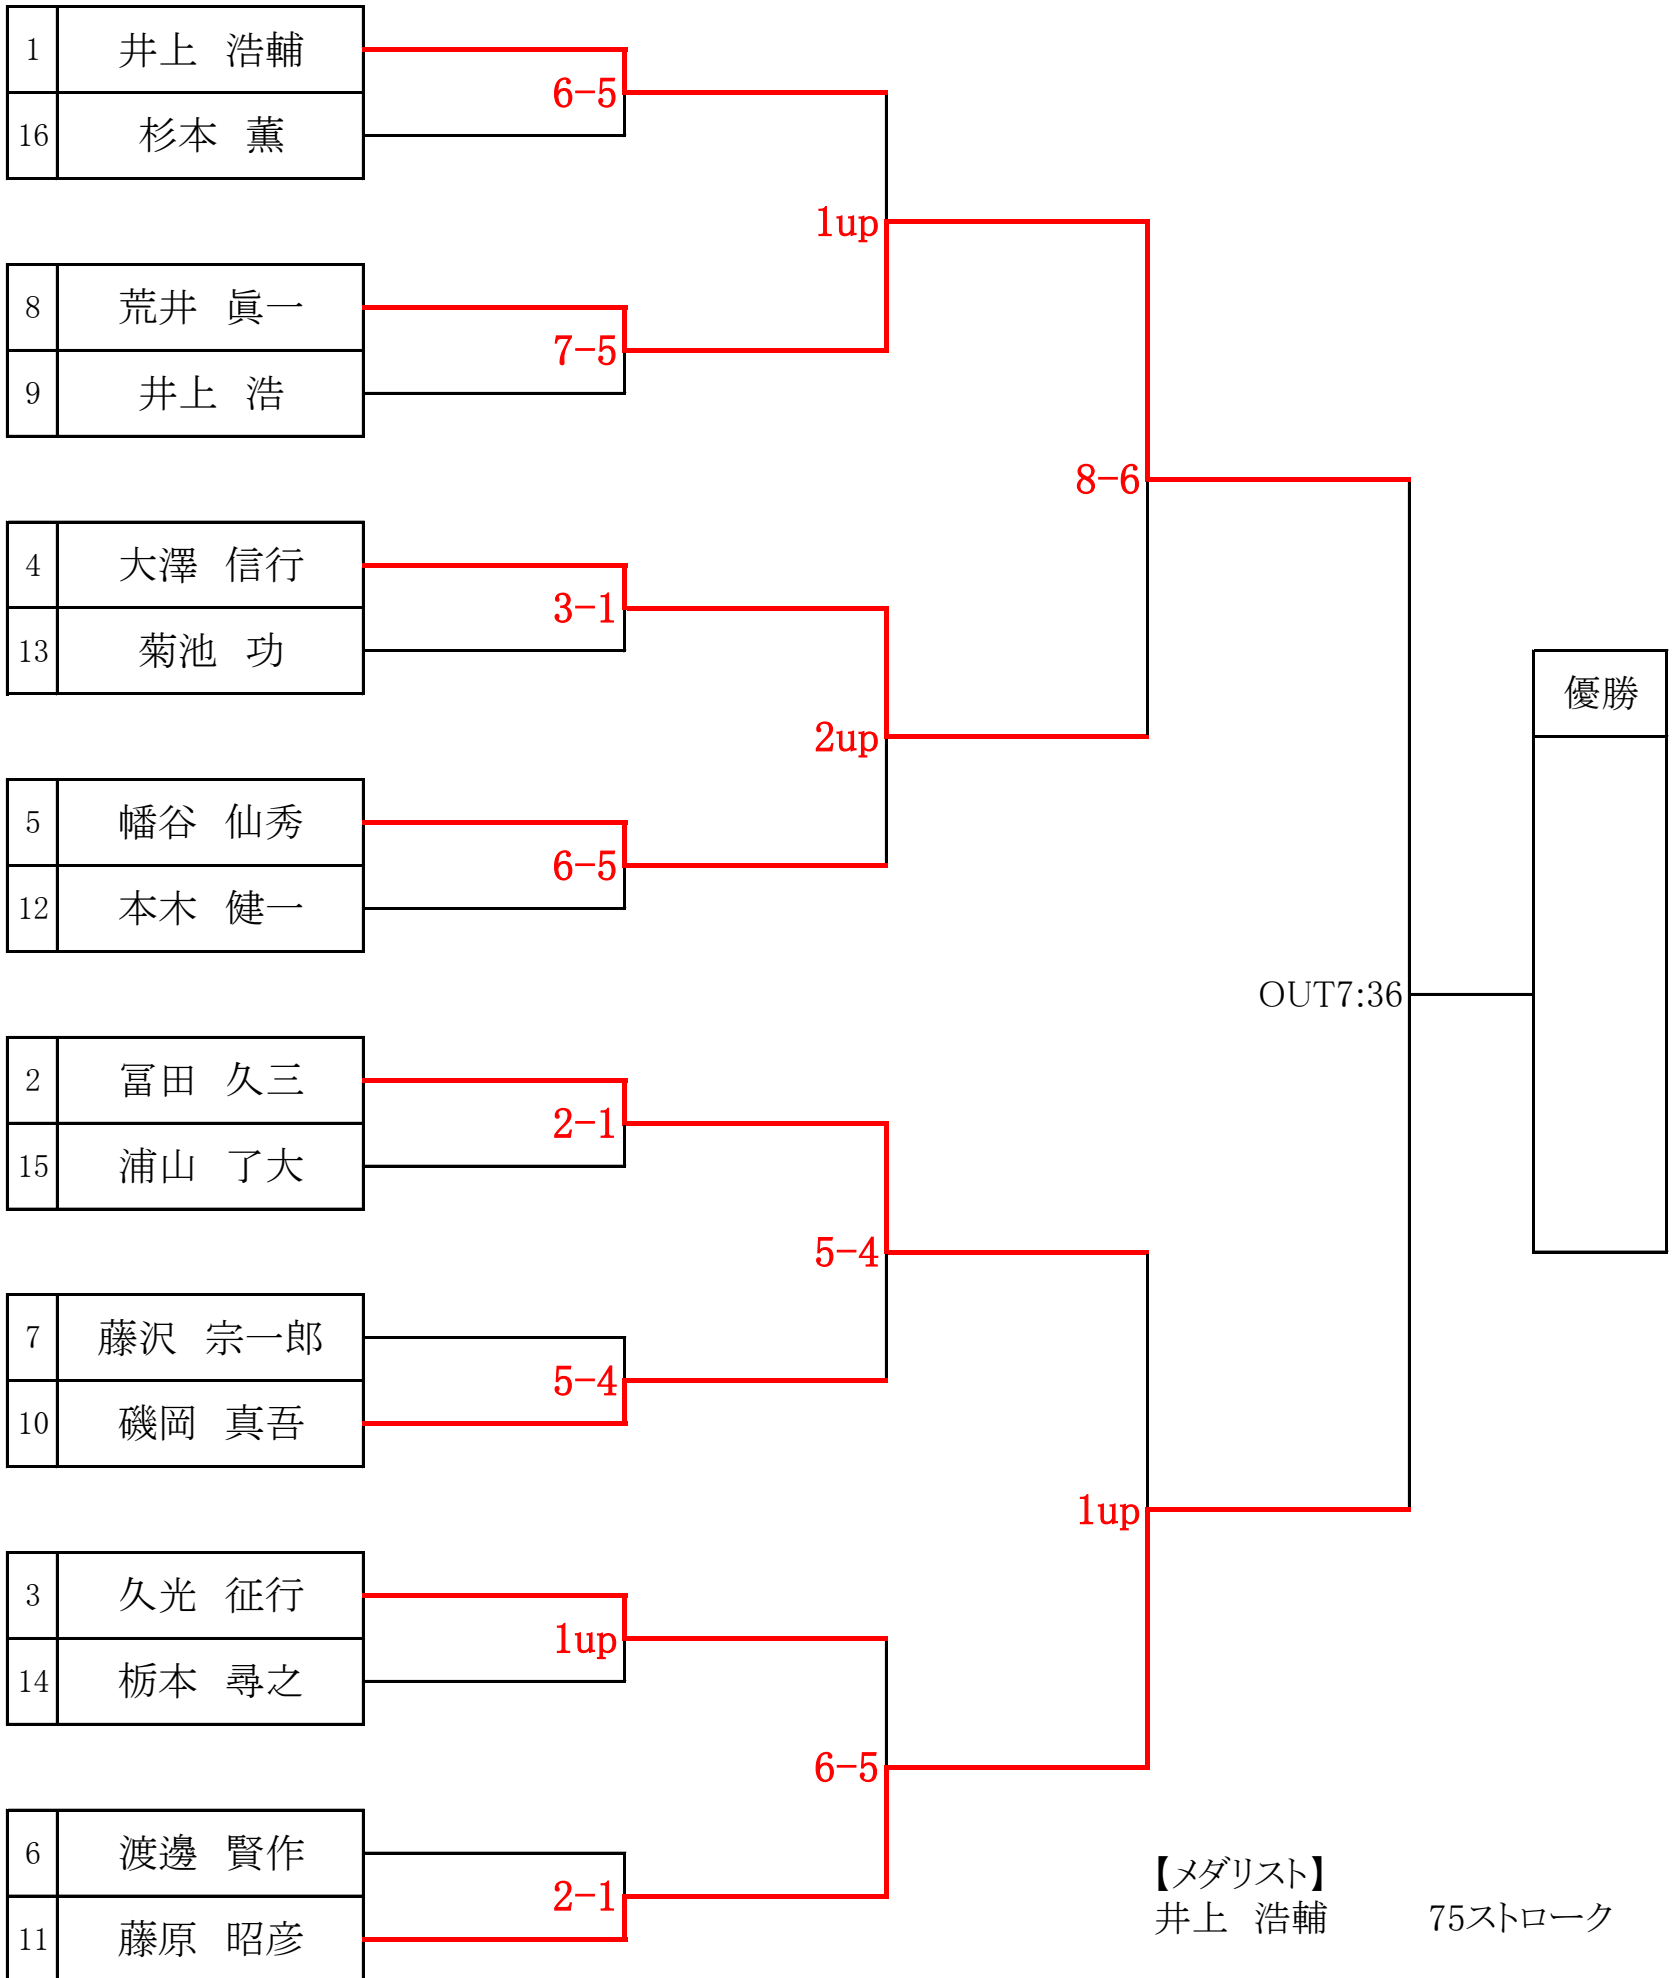 1 井上 浩輔
6-5
16 杉本 薫
1up
8 荒井 眞一
7-5
9 井上 浩
8-6
4 大澤 信行
3-1
13 菊池 功
優勝
2up
5 幡谷 仙秀
6-5
12 本木 健一
OUT7:36
2 冨田 久三
2-1
15 浦山 了大
5-4
7 藤沢 宗一郎
5-4
10 磯岡 真吾
1up
3 久光 征行
1up
14 栃本 尋之
6-5
6 渡邊 賢作
2-1
11 藤原 昭彦
【メダリスト】
井上 浩輔 75ストローク